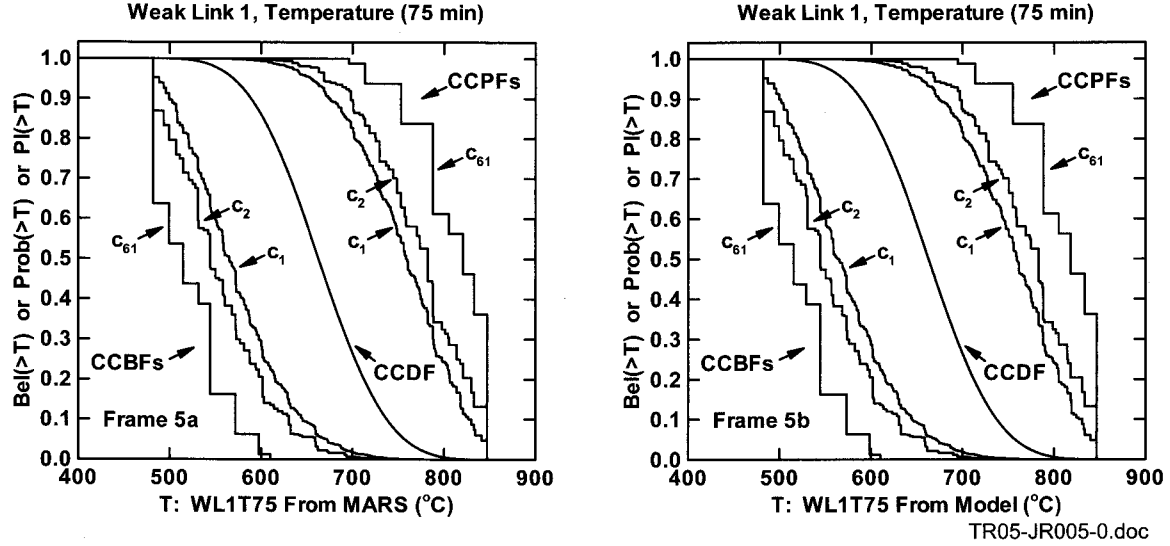 Weak Link 1, Temperature (75 min)
Bel(>T) or Prob(>T) or Pl(>T)
1.0
0.9
0.8
0.7
0.6
0.5
0.4
0.3
0.2
0.1
0.0
CCPFs
c61
c2
c2
c1
c61
c1
CCBFs
CCDF
Frame 5a
400 500 600 700 800 900
T: WL1T75 From MARS (°C)
Weak Link 1, Temperature (75 min)
Bel(>T) or Prob(>T) or Pl(>T)
1.0
0.9
0.8
0.7
0.6
0.5
0.4
0.3
0.2
0.1
0.0
CCPFs
c61
c2
c2
c1
c61
c1
CCBFs
CCDF
Frame 5b
400 500 600 700 800 900
T: WL1T75 From Model (°C)
TR05-JR005-0.doc